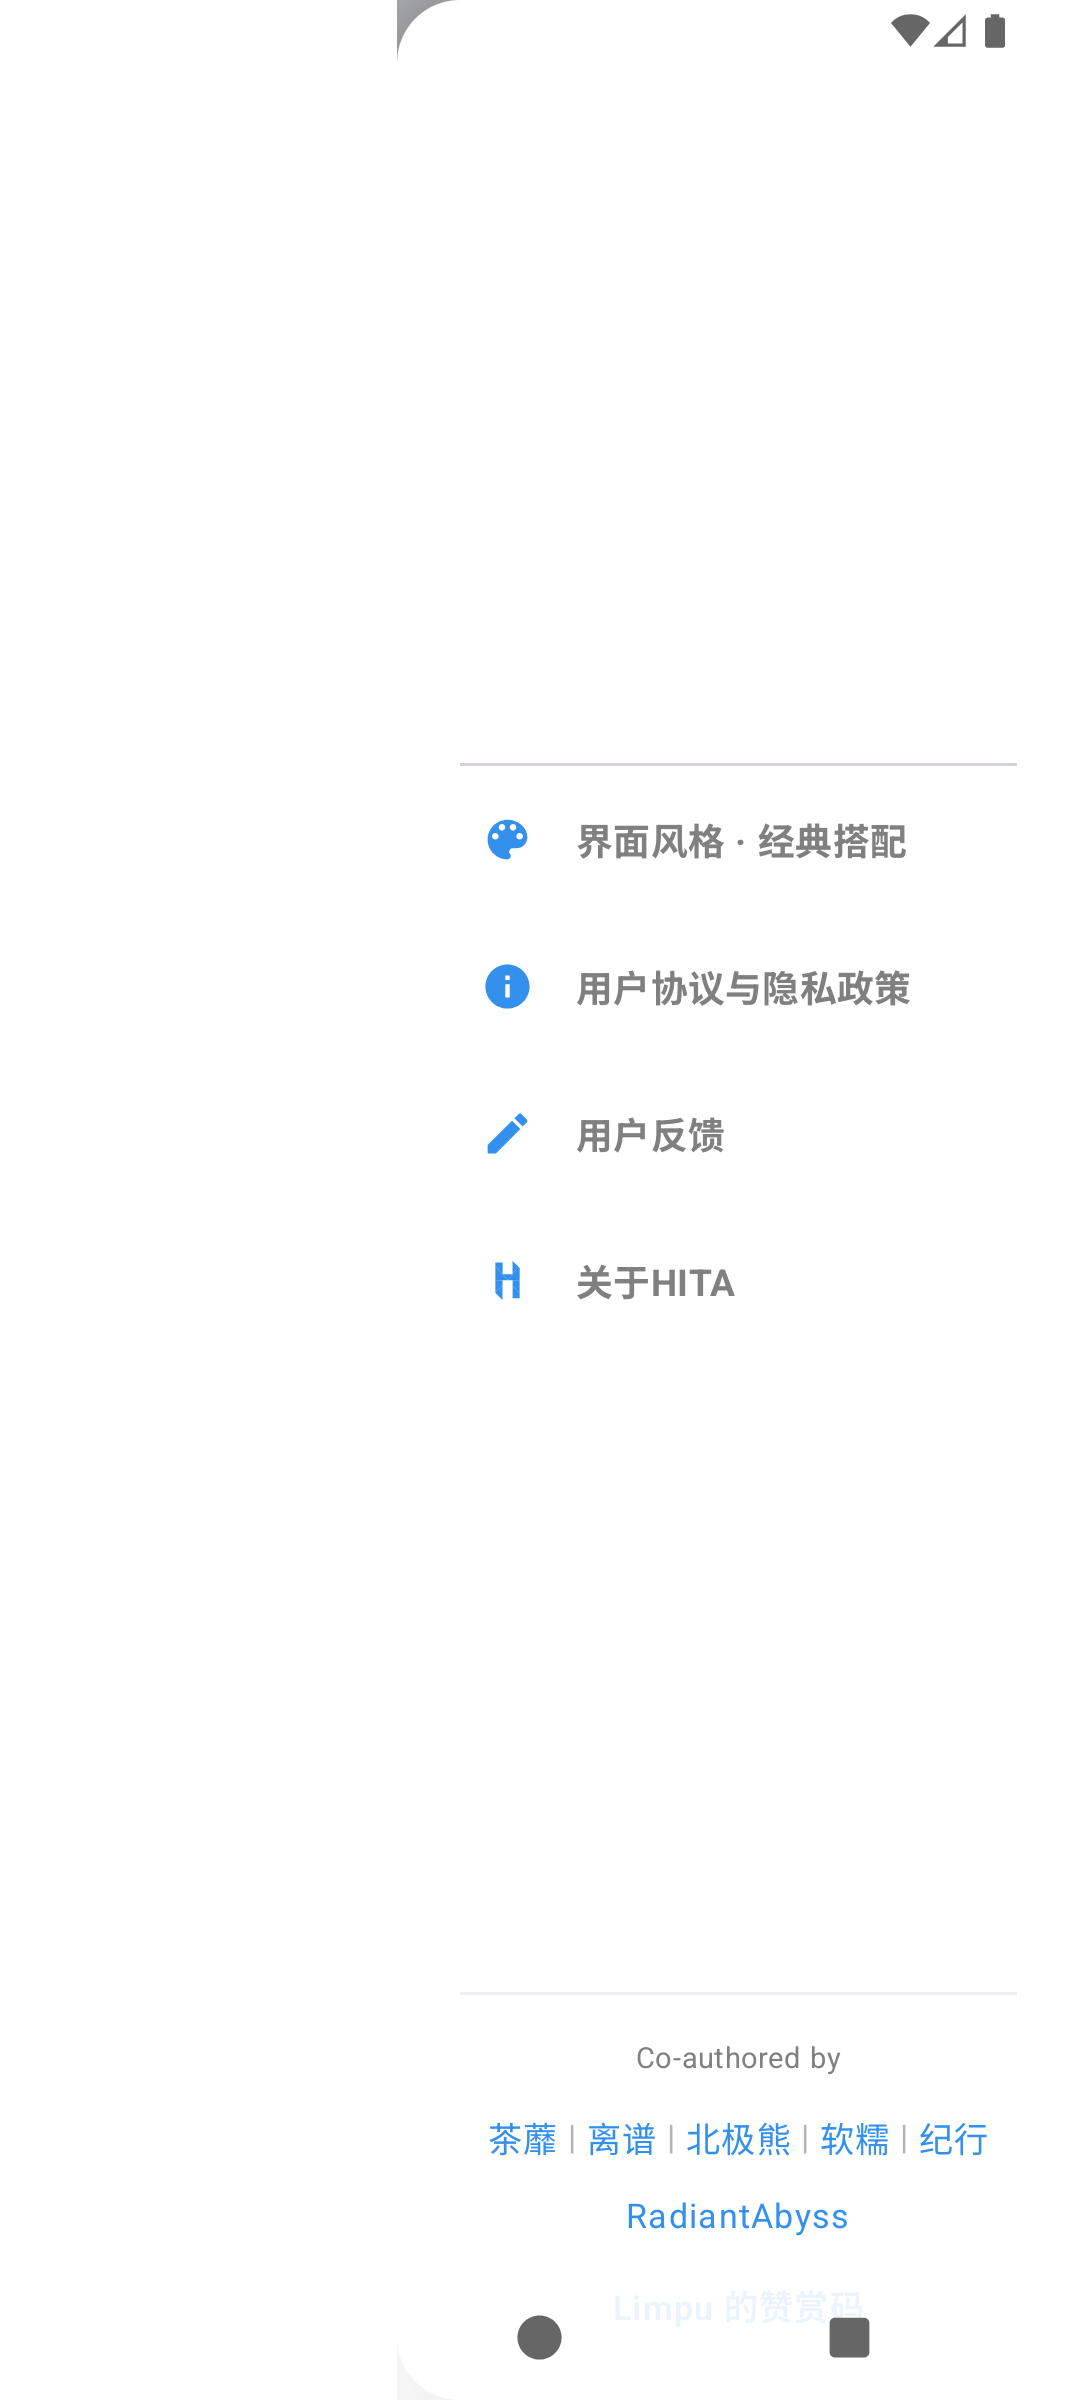 界面风格 · 经典搭配
用户协议与隐私政策
用户反馈
关于HITA
Co-authored by
茶蘼 | 离谱 | 北极熊 | 软糯 | 纪行
RadiantAbyss
Limpu 的赞赏码